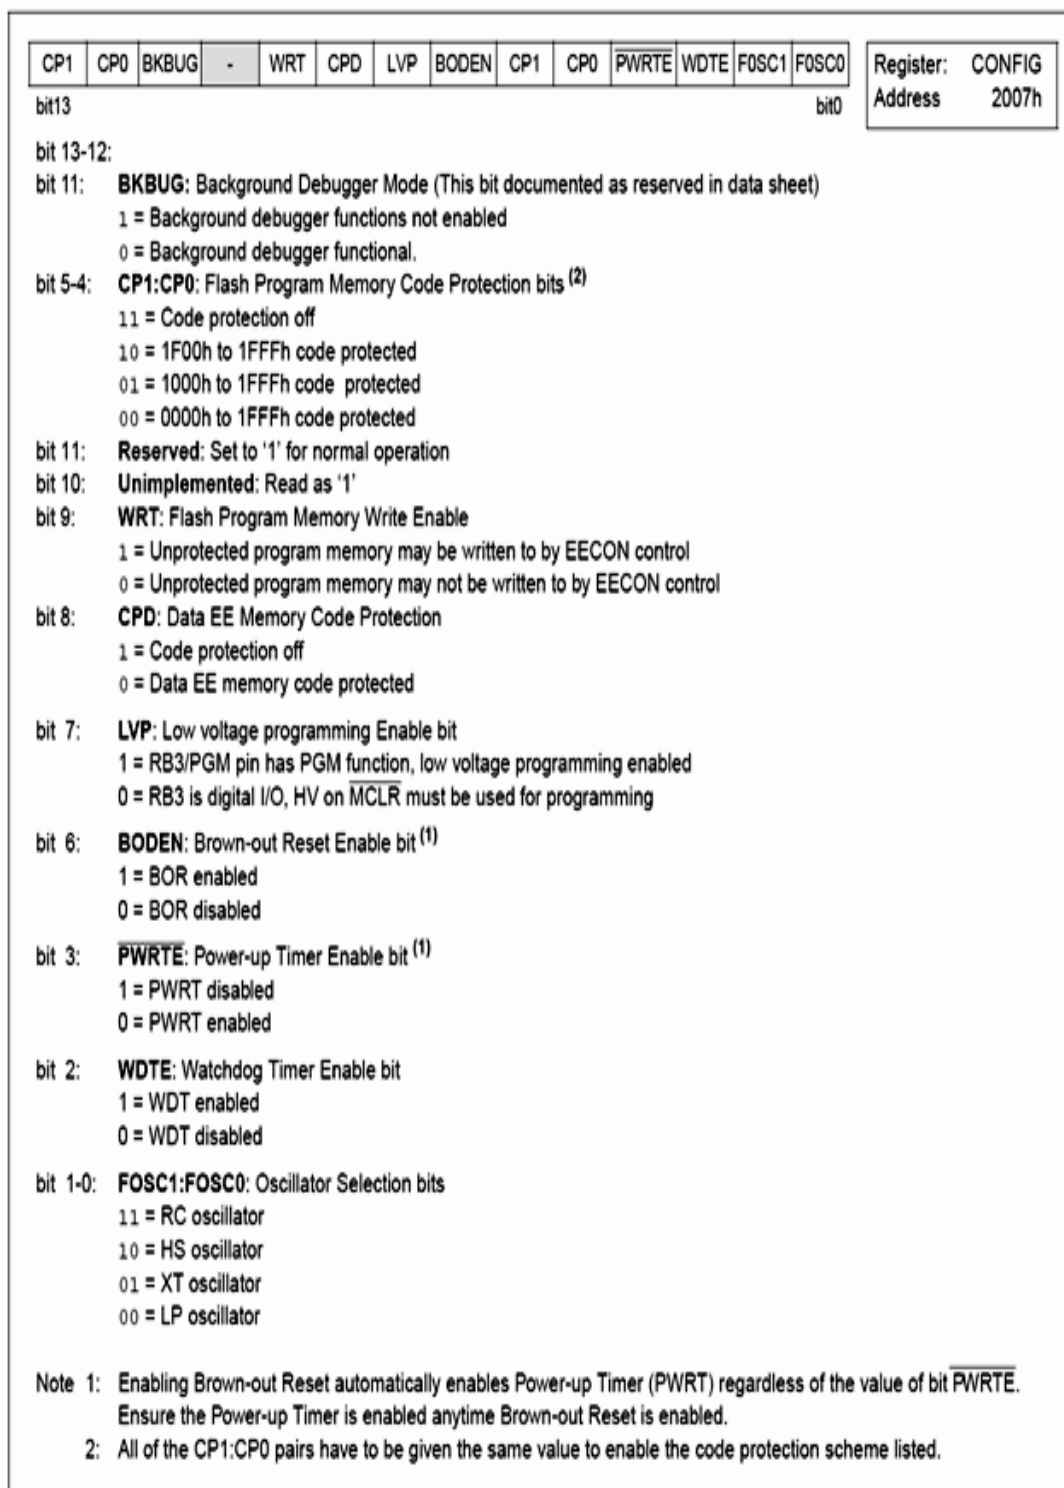 CP1 CP0 BKBUG - WRT CPD LVP BODEN CP1 CP0 PWRTE WDTE F0SC1 F0SC0
Register: CONFIG
Address 2007h
bit13 bit0
bit 13-12:
bit 11: BKBUG: Background Debugger Mode (This bit documented as reserved in data sheet)
1 = Background debugger functions not enabled
0 = Background debugger functional.
bit 5-4: CP1:CP0: Flash Program Memory Code Protection bits (2)
11 = Code protection off
10 = 1F00h to 1FFFh code protected
01 = 1000h to 1FFFh code protected
00 = 0000h to 1FFFh code protected
bit 11: Reserved: Set to ‘1’ for normal operation
bit 10: Unimplemented: Read as ‘1’
bit 9: WRT: Flash Program Memory Write Enable
1 = Unprotected program memory may be written to by EECON control
0 = Unprotected program memory may not be written to by EECON control
bit 8: CPD: Data EE Memory Code Protection
1 = Code protection off
0 = Data EE memory code protected
bit 7: LVP: Low voltage programming Enable bit
1 = RB3/PGM pin has PGM function, low voltage programming enabled
0 = RB3 is digital I/O, HV on MCLR must be used for programming
bit 6: BODEN: Brown-out Reset Enable bit (1)
1 = BOR enabled
0 = BOR disabled
bit 3: PWRTE: Power-up Timer Enable bit (1)
1 = PWRT disabled
0 = PWRT enabled
bit 2: WDTE: Watchdog Timer Enable bit
1 = WDT enabled
0 = WDT disabled
bit 1-0: FOSC1:FOSC0: Oscillator Selection bits
11 = RC oscillator
10 = HS oscillator
01 = XT oscillator
00 = LP oscillator
Note 1: Enabling Brown-out Reset automatically enables Power-up Timer (PWRT) regardless of the value of bit PWRTE.
Ensure the Power-up Timer is enabled anytime Brown-out Reset is enabled.
2: All of the CP1:CP0 pairs have to be given the same value to enable the code protection scheme listed.